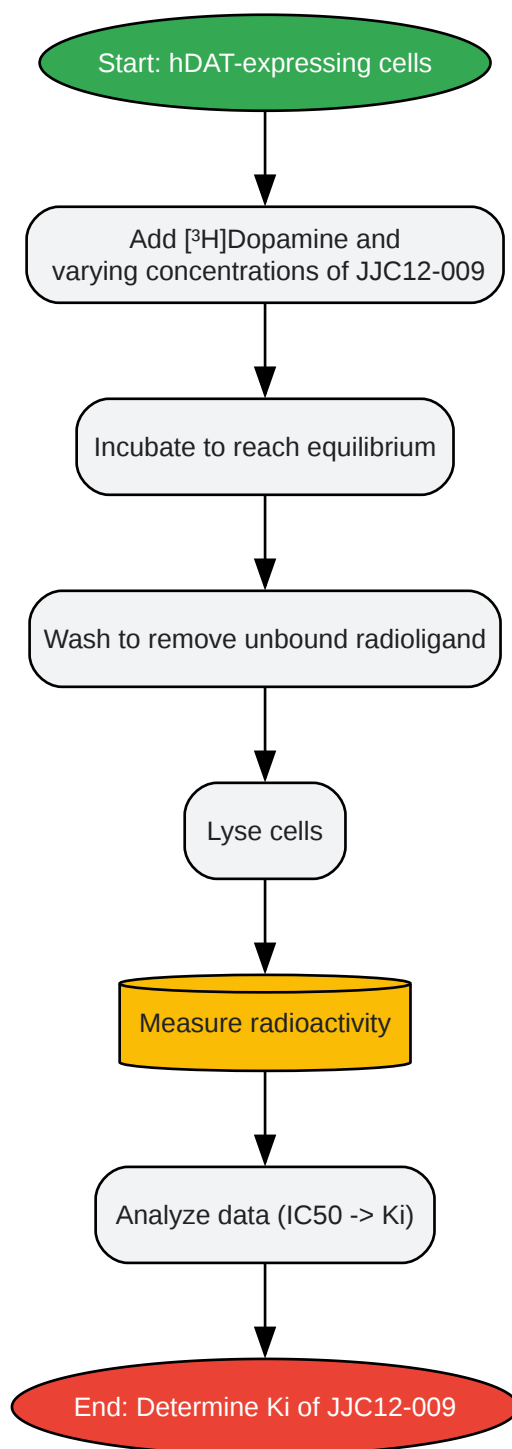 Start: hDAT-expressing cells
Add [³H]Dopamine and
varying concentrations of JJC12-009
Incubate to reach equilibrium
Wash to remove unbound radioligand
Lyse cells
Measure radioactivity
Analyze data (IC50 -> Ki)
End: Determine Ki of JJC12-009